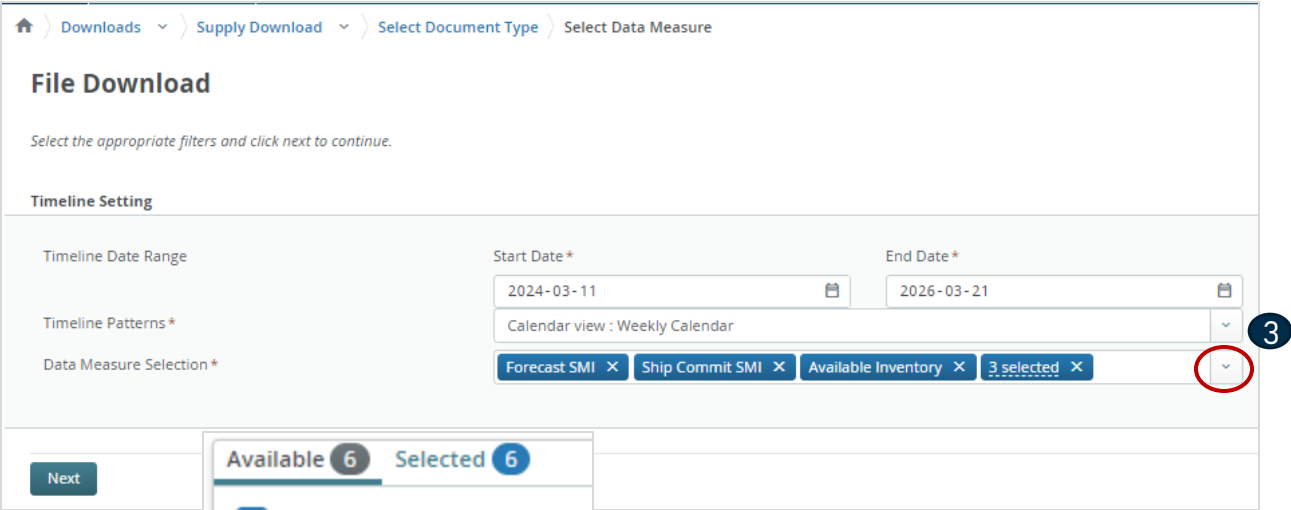 Downloads Supply Download Select Document Type Select Data Measure
File Download
Select the appropriate filters and click next to continue.
Timeline Setting
Timeline Date Range Start Date* End Date*
2024-03-11 2026-03-21
Timeline Patterns* Calendar view : Weekly Calendar
3
Data Measure Selection* Forecast SMI X Ship Commit SMI X Available Inventory X 3 selected X
Available 6 Selected 6
Next